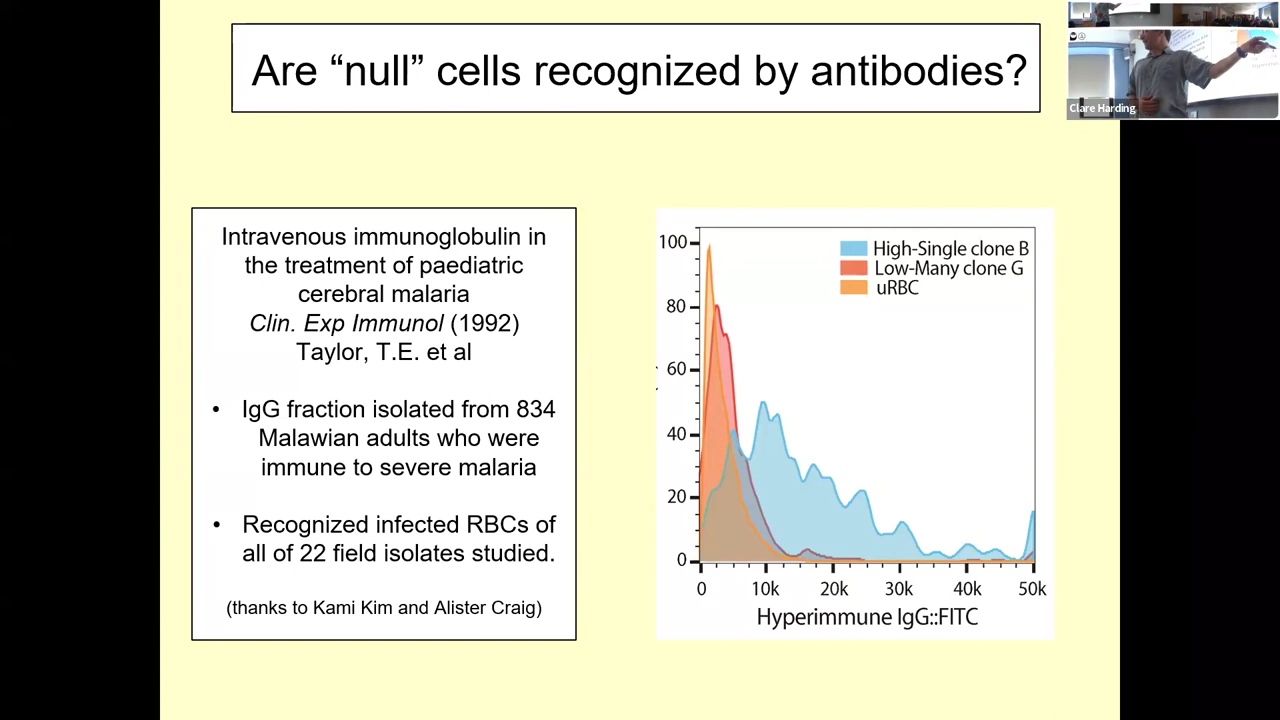 Are “null” cells recognized by antibodies?
Clare Harding
Intravenous immunoglobulin in
the treatment of paediatric
cerebral malaria
Clin. Exp Immunol (1992)
Taylor, T.E. et al
• IgG fraction isolated from 834
Malawian adults who were
immune to severe malaria
• Recognized infected RBCs of
all of 22 field isolates studied.
(thanks to Kami Kim and Alister Craig)
High-Single clone B
Low-Many clone G
uRBC
100
80
60
40
20
0
0 10k 20k 30k 40k 50k
Hyperimmune IgG::FITC